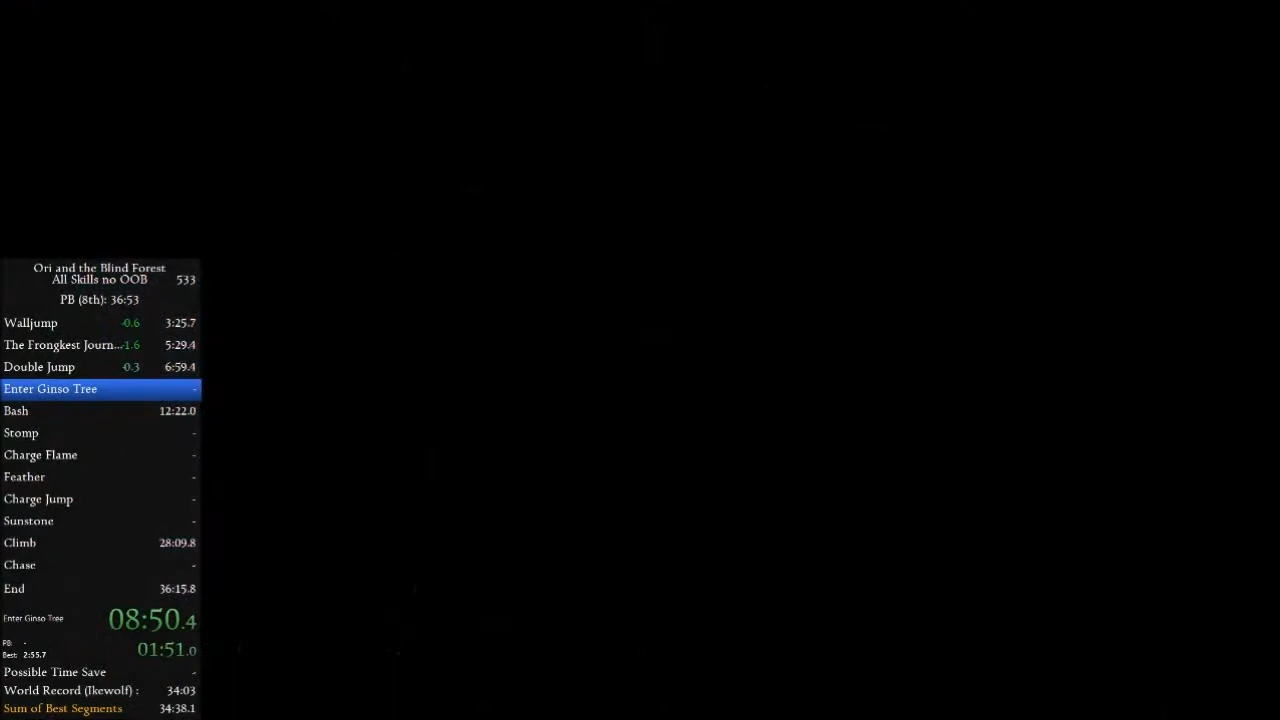 Ori and the Blind Forest
All Skills no OOB 533
PB (8th): 36:53
Walljump -0.6 3:25.7
The Frongkest Journ... -1.6 5:29.4
Double Jump -0.3 6:59.4
Enter Ginso Tree -
Bash 12:22.0
Stomp -
Charge Flame -
Feather -
Charge Jump -
Sunstone -
Climb 28:09.8
Chase -
End 36:15.8
Enter Ginso Tree 08:50.4
PB: -
Best: 2:55.7 01:51.0
Possible Time Save -
World Record (Ikewolf) : 34:03
Sum of Best Segments 34:38.1